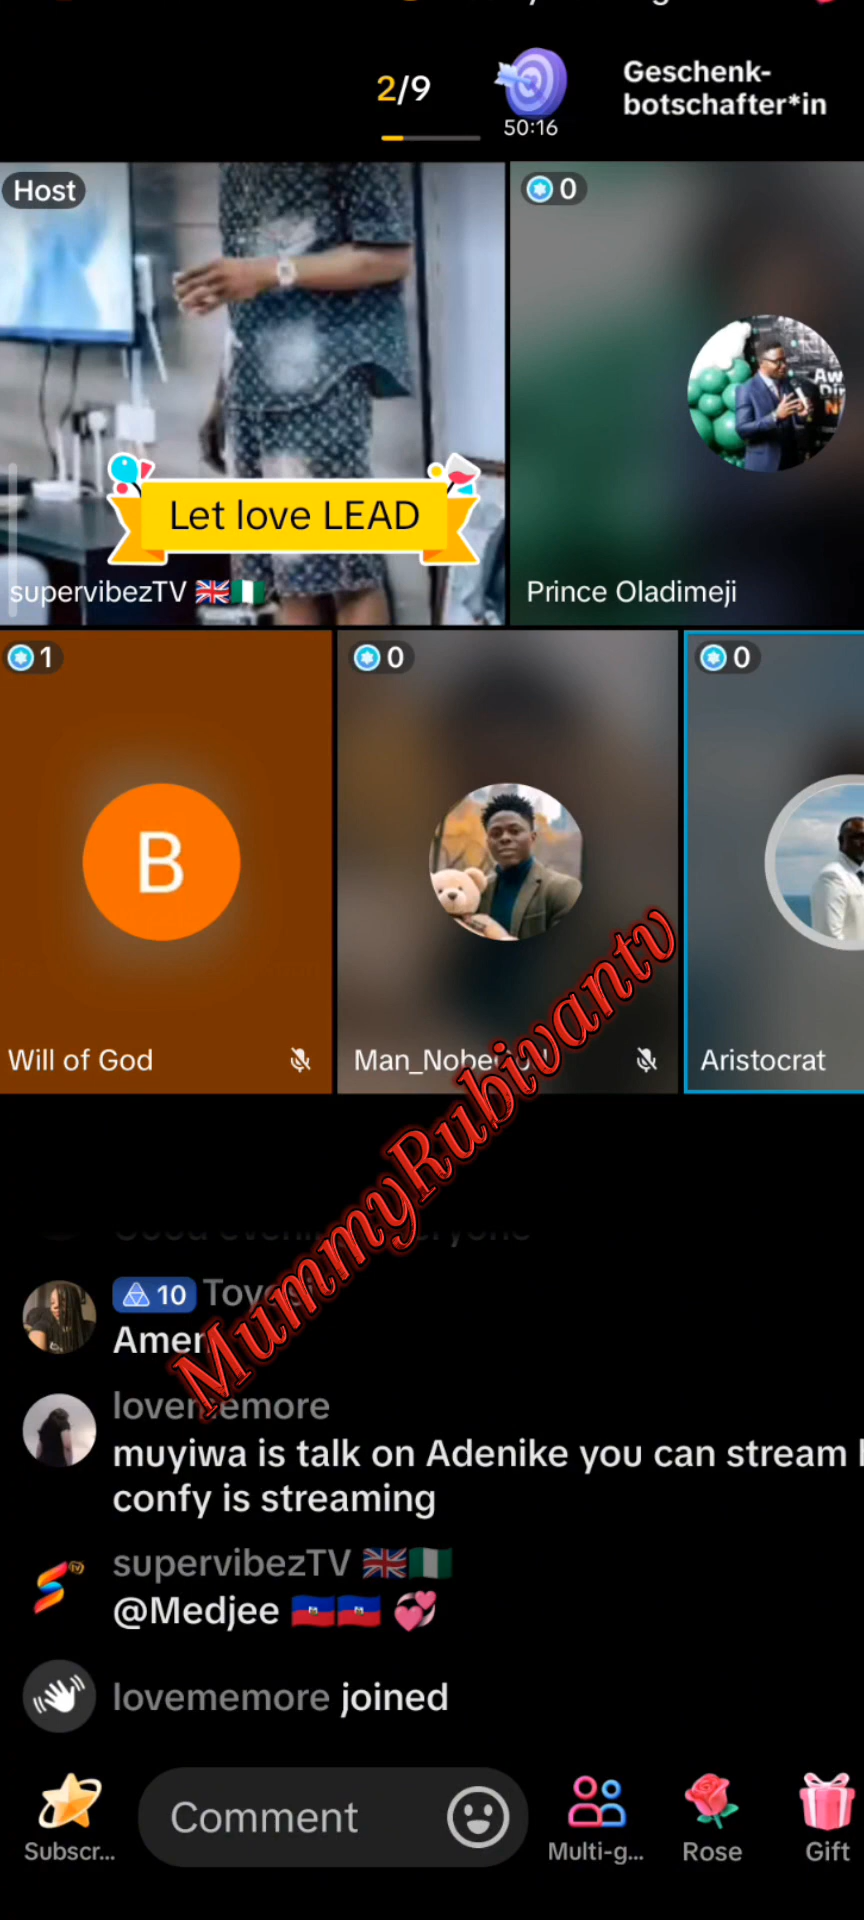 2/9
50:16
Geschenk-
botschafter*in
Host
0
Let love LEAD
supervibezTV 🇬🇧🇳🇬
Prince Oladimeji
1
0
0
B
Will of God
Aristocrat
MummyRubivantv
10
lovememore
muyiwa is talk on Adenike you can stream
confy is streaming
supervibezTV 🇬🇧🇳🇬
@Medjee 🇭🇹🇭🇹 💞
lovememore joined
Subscr...
Comment
Multi-g...
Rose
Gift